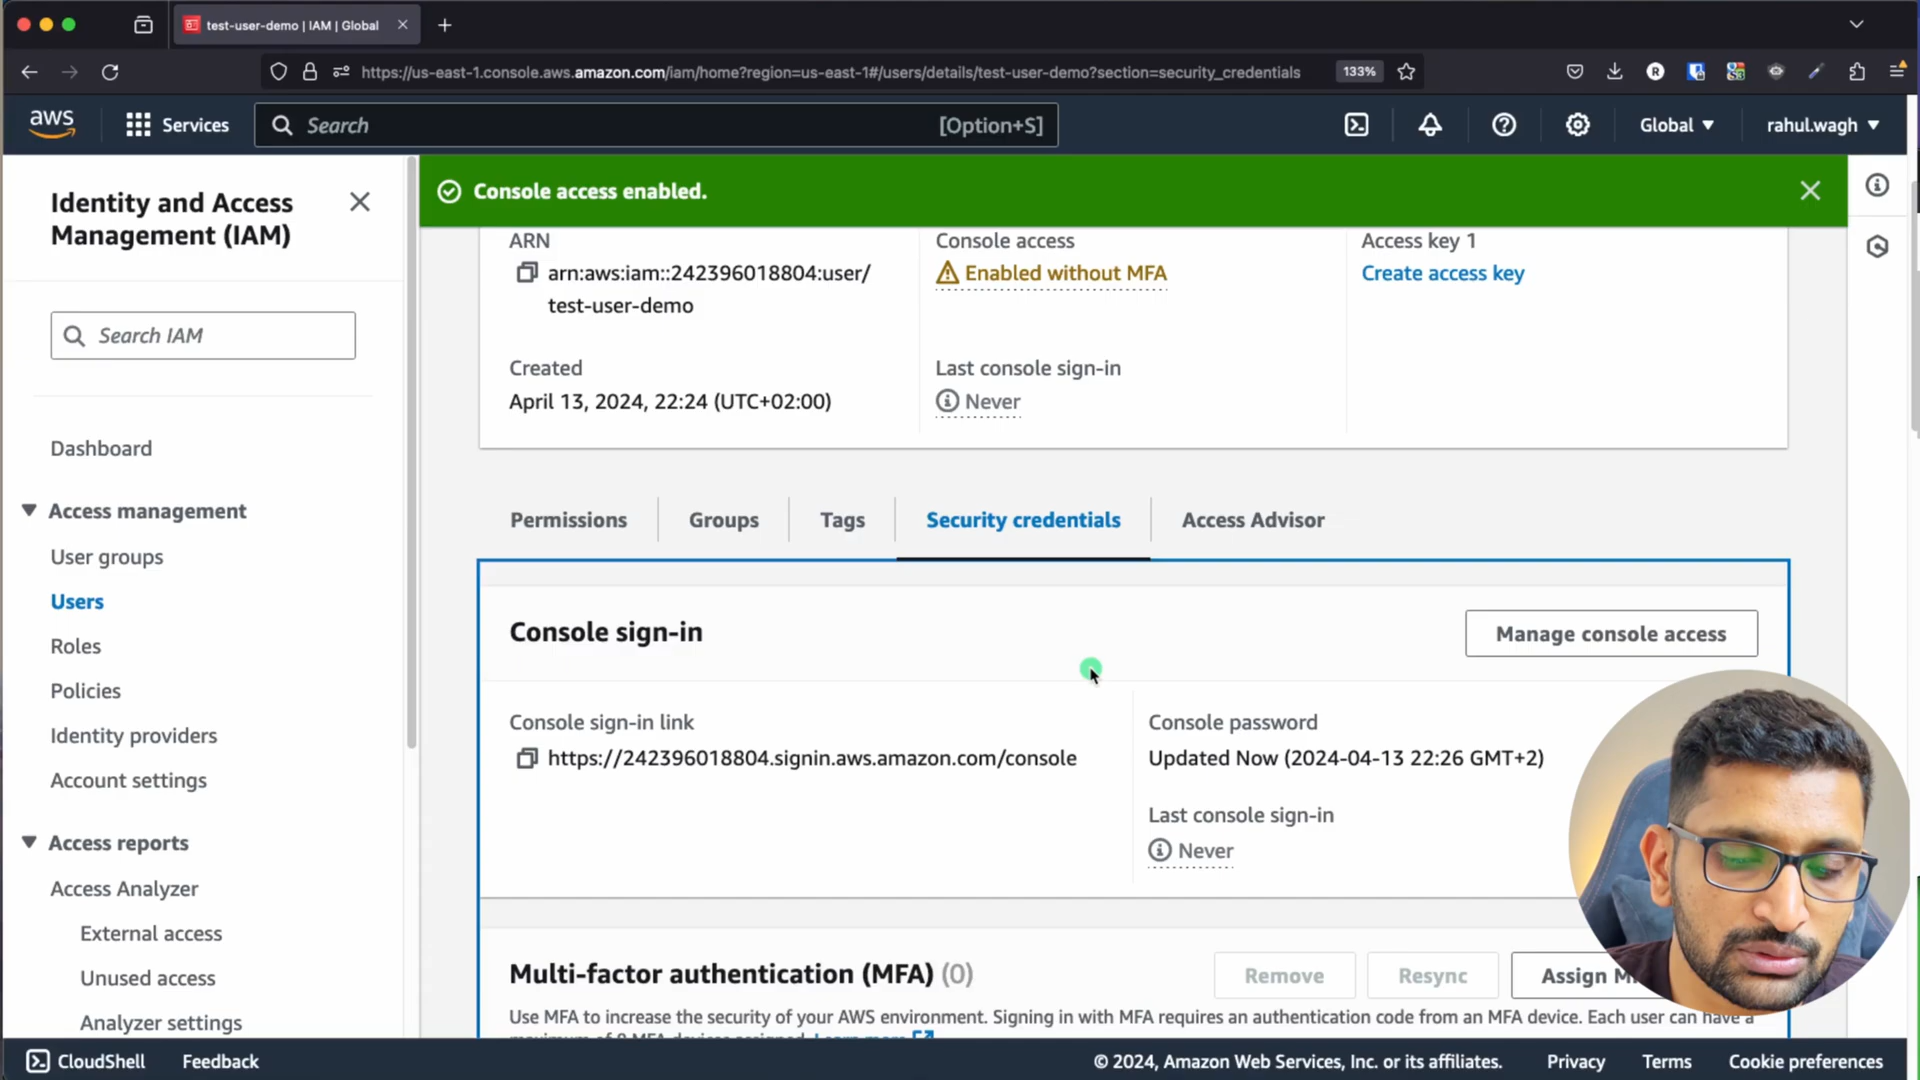 test-user-demo | IAM | Global
https://us-east-1.console.aws.amazon.com/iam/home?region=us-east-1#/users/details/test-user-demo?section=security_credentials
133%
aws
Services
Search
[Option+S]
Global
rahul.wagh
Identity and Access
Management (IAM)
Search IAM
Dashboard
Access management
User groups
Users
Roles
Policies
Identity providers
Account settings
Access reports
Access Analyzer
External access
Unused access
Analyzer settings
Console access enabled.
ARN
arn:aws:iam::242396018804:user/
test-user-demo
Console access
Enabled without MFA
Access key 1
Create access key
Created
April 13, 2024, 22:24 (UTC+02:00)
Last console sign-in
Never
Permissions
Groups
Tags
Security credentials
Access Advisor
Console sign-in
Manage console access
Console sign-in link
https://242396018804.signin.aws.amazon.com/console
Console password
Updated Now (2024-04-13 22:26 GMT+2)
Last console sign-in
Never
Multi-factor authentication (MFA) (0)
Remove
Resync
Assign
Use MFA to increase the security of your AWS environment. Signing in with MFA requires an authentication code from an MFA device. Each user can have a
maximum of 8 MFA devices assigned. Learn more
CloudShell
Feedback
© 2024, Amazon Web Services, Inc. or its affiliates.
Privacy
Terms
Cookie preferences